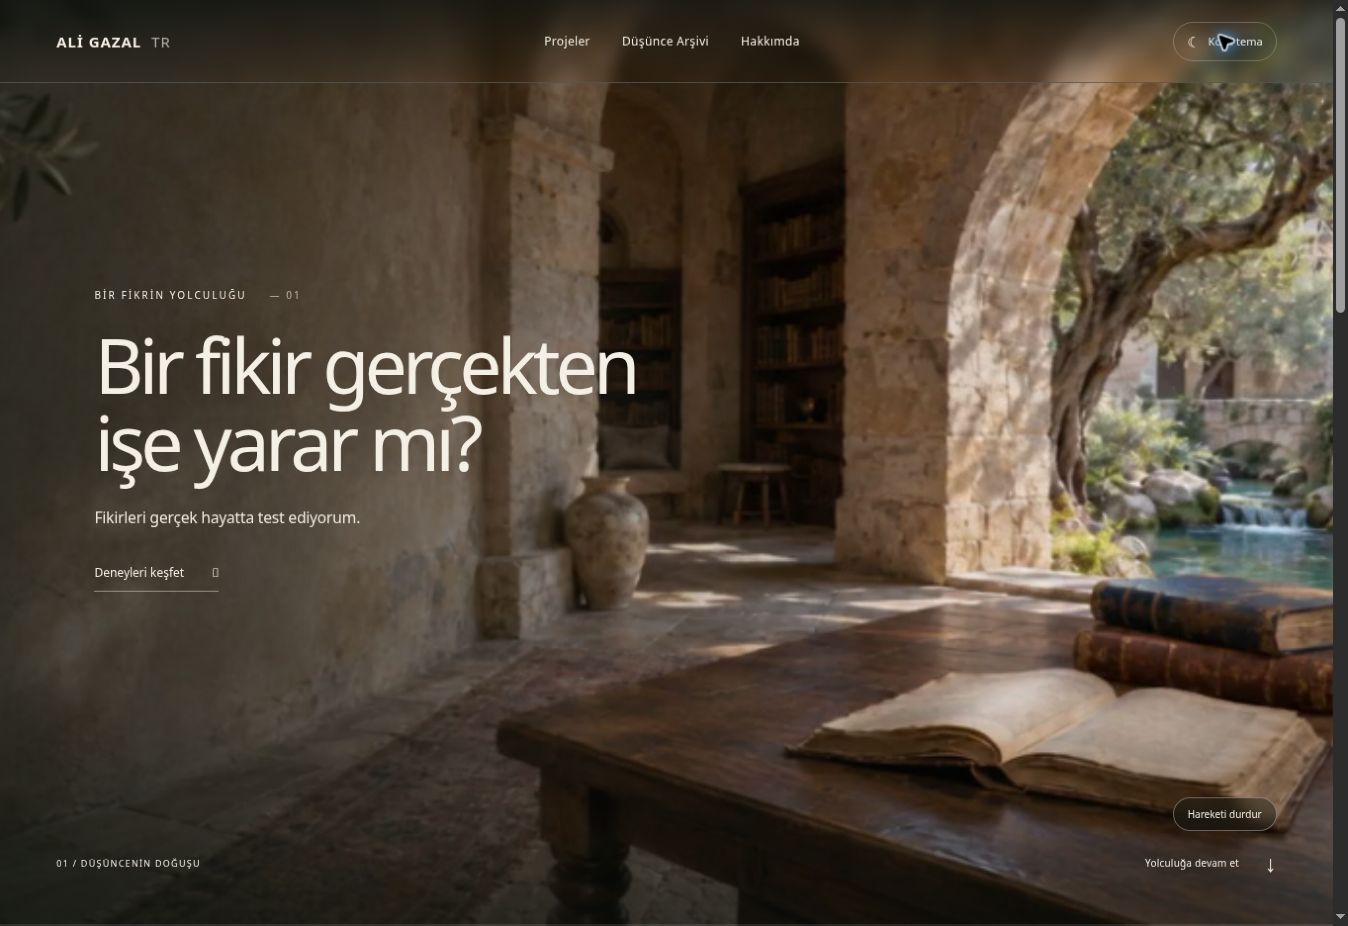 ALİ GAZAL TR
Projeler
Düşünce Arşivi
Hakkımda
tema
BİR FİKRİN YOLCULUĞU — 01
Bir fikir gerçekten
işe yarar mı?
Fikirleri gerçek hayatta test ediyorum.
Deneyleri keşfet
Hareketi durdur
01 / DÜŞÜNCENİN DOĞUŞU
Yolculuğa devam et ↓